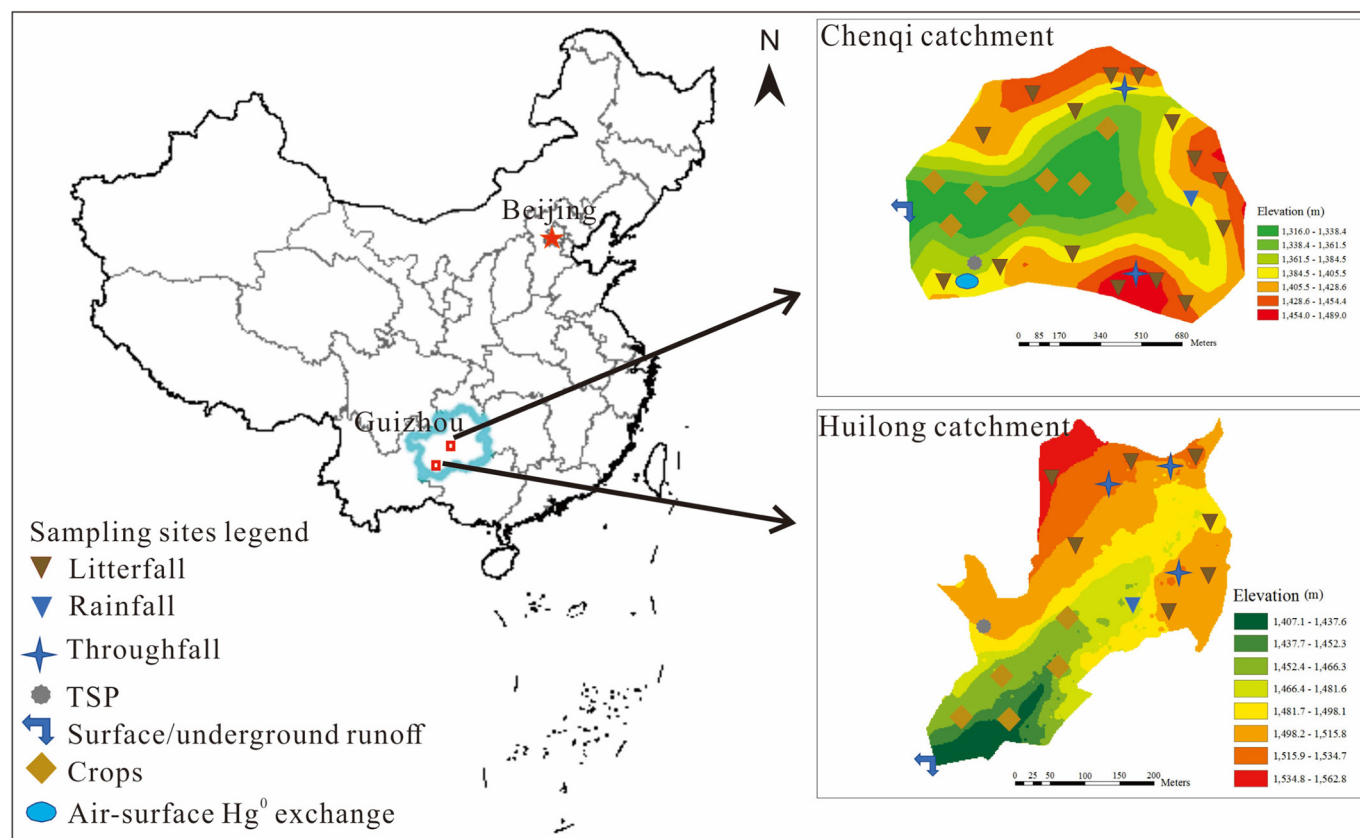 N
Beijing
Guizhou
Sampling sites legend
Litterfall
Rainfall
Throughfall
TSP
Surface/underground runoff
Crops
Air-surface Hg⁰ exchange
Chenqi catchment
Elevation (m)
1,316.0 - 1,338.4
1,338.4 - 1,361.5
1,361.5 - 1,384.5
1,384.5 - 1,405.5
1,405.5 - 1,428.6
1,428.6 - 1,454.4
1,454.0 - 1,489.0
0 85 170 340 510 680
Meters
Huilong catchment
Elevation (m)
1,407.1 - 1,437.6
1,437.7 - 1,452.3
1,452.4 - 1,466.3
1,466.4 - 1,481.6
1,481.7 - 1,498.1
1,498.2 - 1,515.8
1,515.9 - 1,534.7
1,534.8 - 1,562.8
0 25 50 100 150 200
Meters